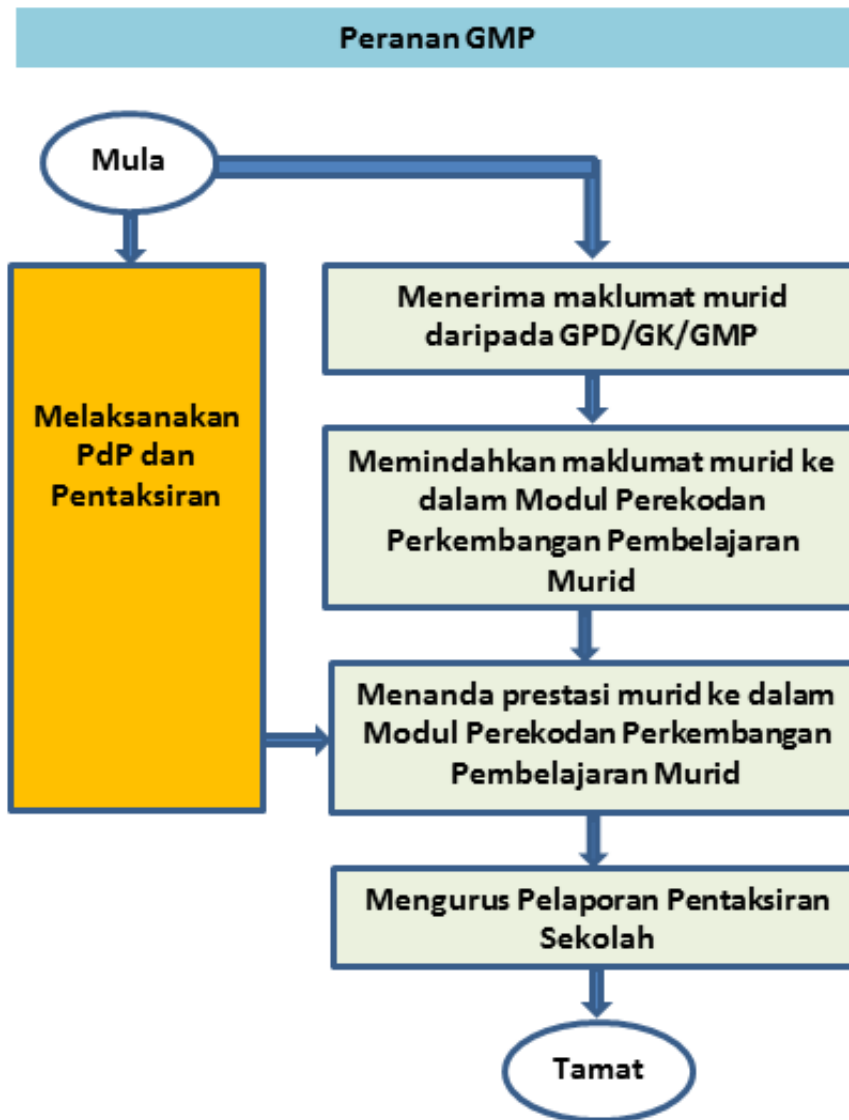 Peranan GMP
Mula
Menerima maklumat murid
daripada GPD/GK/GMP
Melaksanakan
PdP dan
Pentaksiran
Memindahkan maklumat murid ke
dalam Modul Perekodan
Perkembangan Pembelajaran
Murid
Menanda prestasi murid ke dalam
Modul Perekodan Perkembangan
Pembelajaran Murid
Mengurus Pelaporan Pentaksiran
Sekolah
Tamat